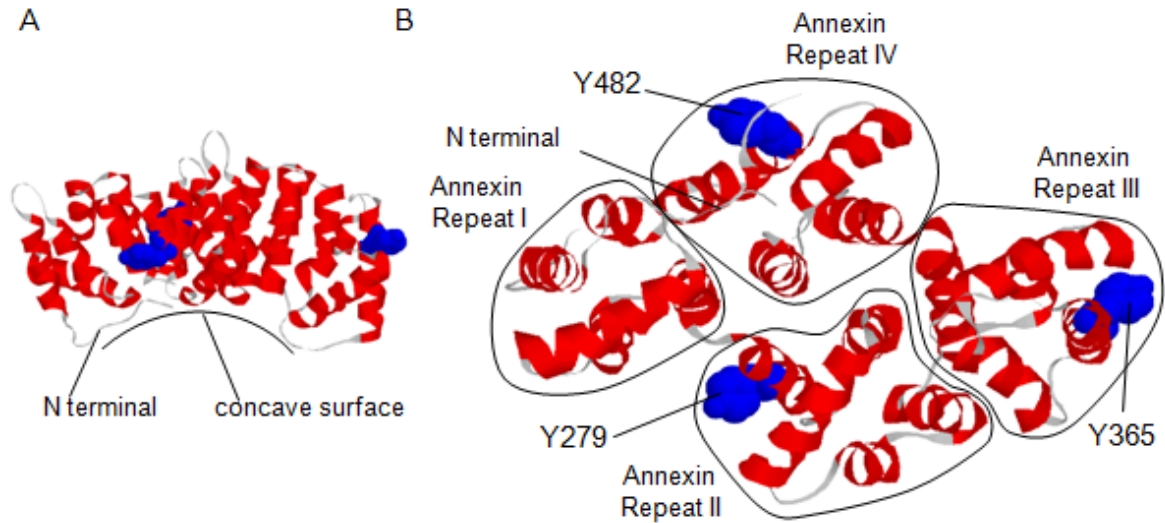 A
B
Annexin
Repeat IV
Y482
N terminal
Annexin
Repeat I
Annexin
Repeat III
N terminal
concave surface
Y279
Y365
Annexin
Repeat II